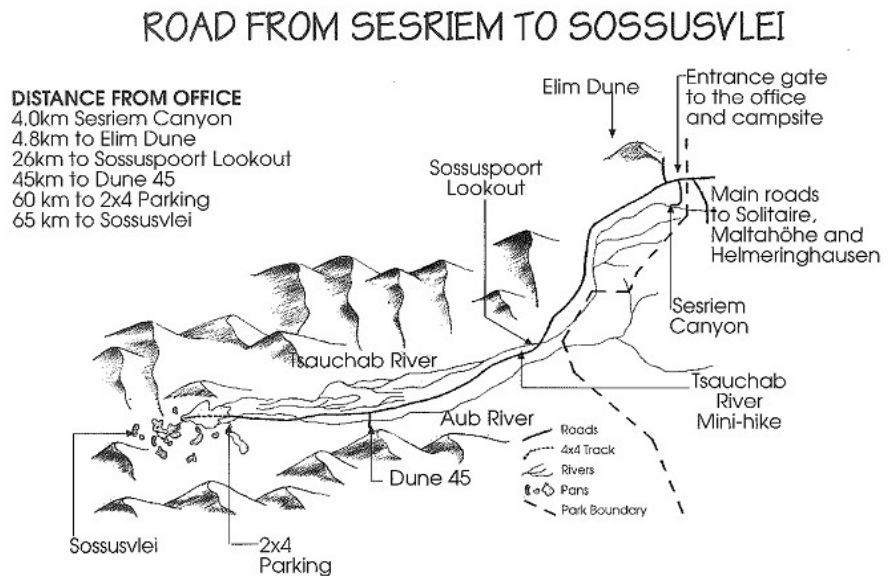 ROAD FROM SESRIEM TO SOSSUSVLEI
DISTANCE FROM OFFICE
4.0km Sesriem Canyon
4.8km to Elim Dune
26km to Sossuspoort Lookout
45km to Dune 45
60 km to 2x4 Parking
65 km to Sossusvlei
Elim Dune
Entrance gate
to the office
and campsite
Sossuspoort
Lookout
Main roads
to Solitaire,
Maltahöhe and
Helmeringhausen
Sesriem
Canyon
Tsauchab River
Tsauchab
River
Mini-hike
Aub River
Dune 45
Sossusvlei
2x4
Parking
Roads
4x4 Track
Rivers
Pans
Park Boundary